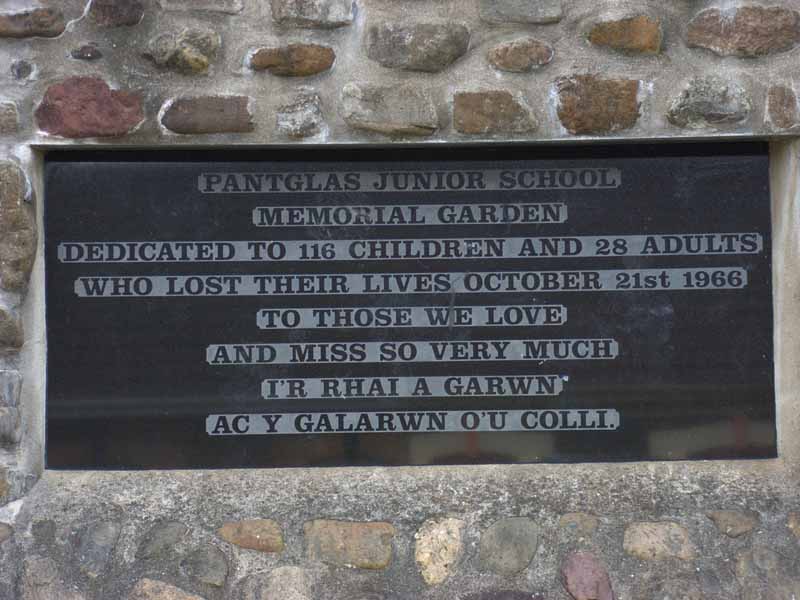 PANTGLAS JUNIOR SCHOOL
MEMORIAL GARDEN
DEDICATED TO 116 CHILDREN AND 28 ADULTS
WHO LOST THEIR LIVES OCTOBER 21st 1966
TO THOSE WE LOVE
AND MISS SO VERY MUCH
I'R RHAI A GARWN
AC Y GALARWN O'U COLLI.